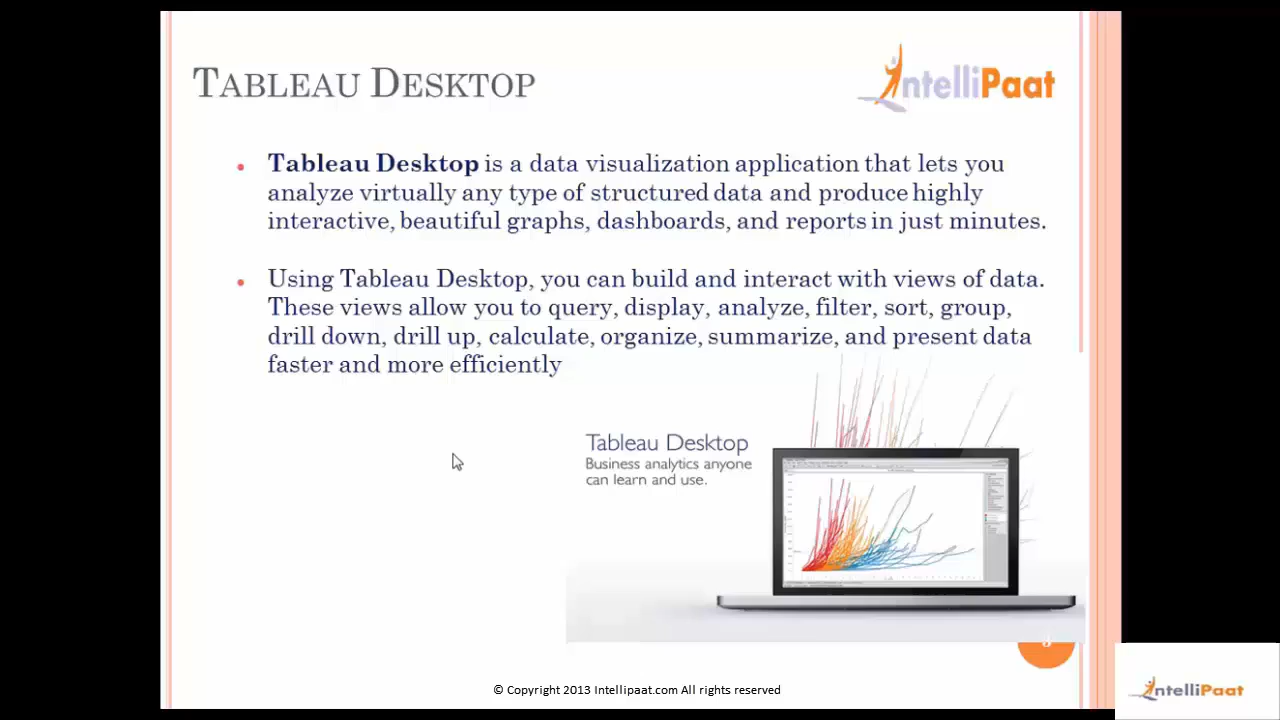 TABLEAU DESKTOP
IntelliPaat
Tableau Desktop is a data visualization application that lets you
analyze virtually any type of structured data and produce highly
interactive, beautiful graphs, dashboards, and reports in just minutes.
Using Tableau Desktop, you can build and interact with views of data.
These views allow you to query, display, analyze, filter, sort, group,
drill down, drill up, calculate, organize, summarize, and present data
faster and more efficiently
Tableau Desktop
Business analytics anyone
can learn and use.
© Copyright 2013 Intellipaat.com All rights reserved
IntelliPaat